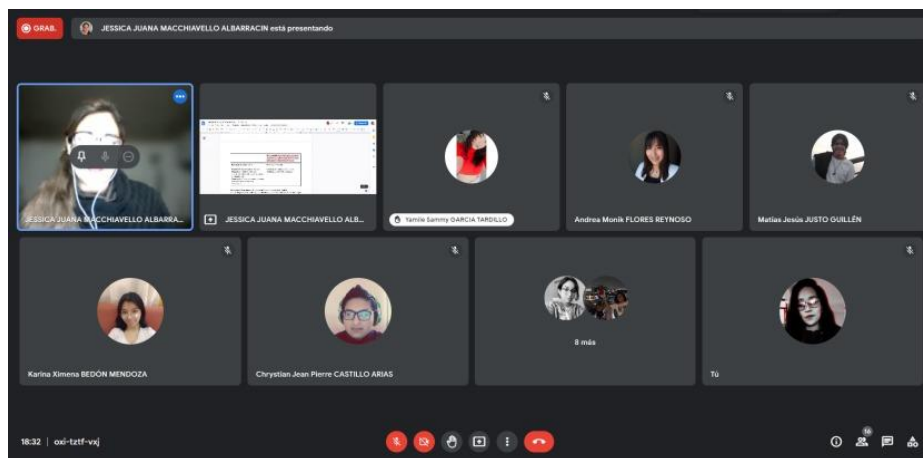 GRAB.
JESSICA JUANA MACCHIAVELLO ALBARRACIN está presentando
JESSICA JUANA MACCHIAVELLO ALBARRA...
JESSICA JUANA MACCHIAVELLO ALB...
Yamile Sammy GARCIA TARDILLO
Andrea Monik FLORES REYNOSO
Matías Jesús JUSTO GUILLÉN
Karina Ximena BEDÓN MENDOZA
Chrystian Jean Pierre CASTILLO ARIAS
8 más
Tú
18:32 | oxi-tztf-vxj
16